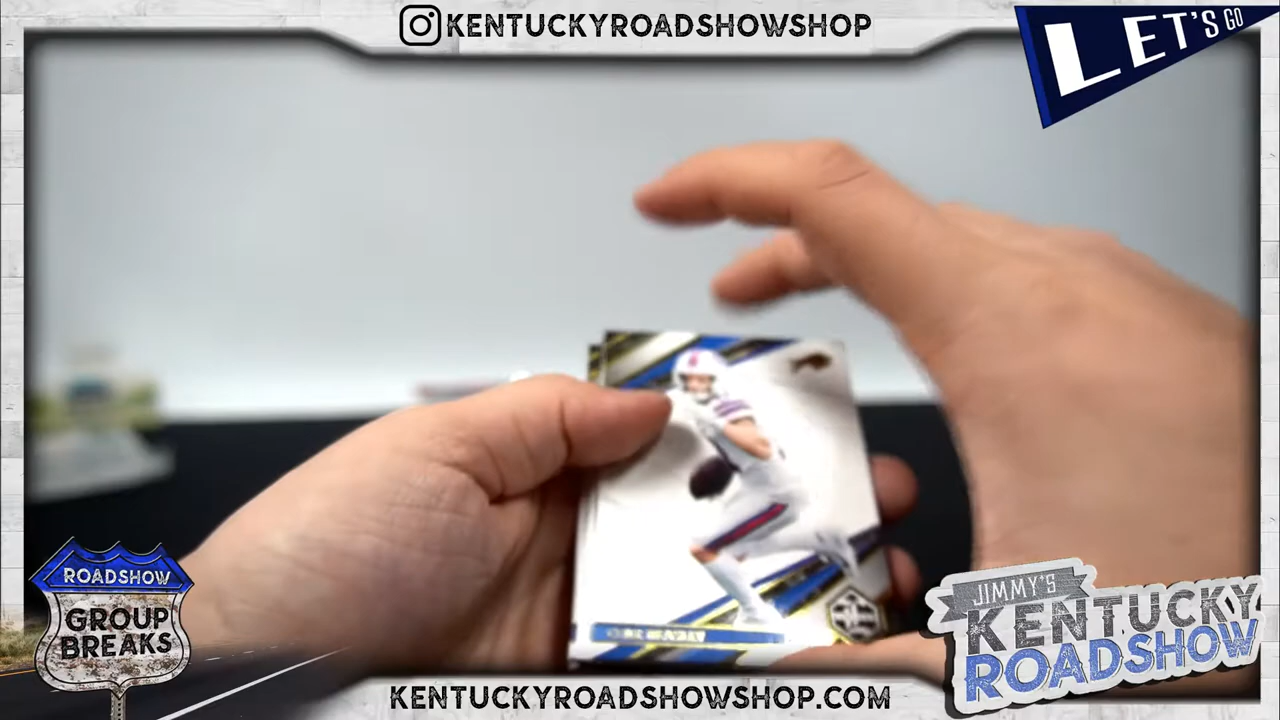 KENTUCKYROADSHOWSHOP
LET'S GO
ROADSHOW
GROUP
BREAKS
JIMMY'S
KENTUCKY
ROADSHOW
KENTUCKYROADSHOWSHOP.COM